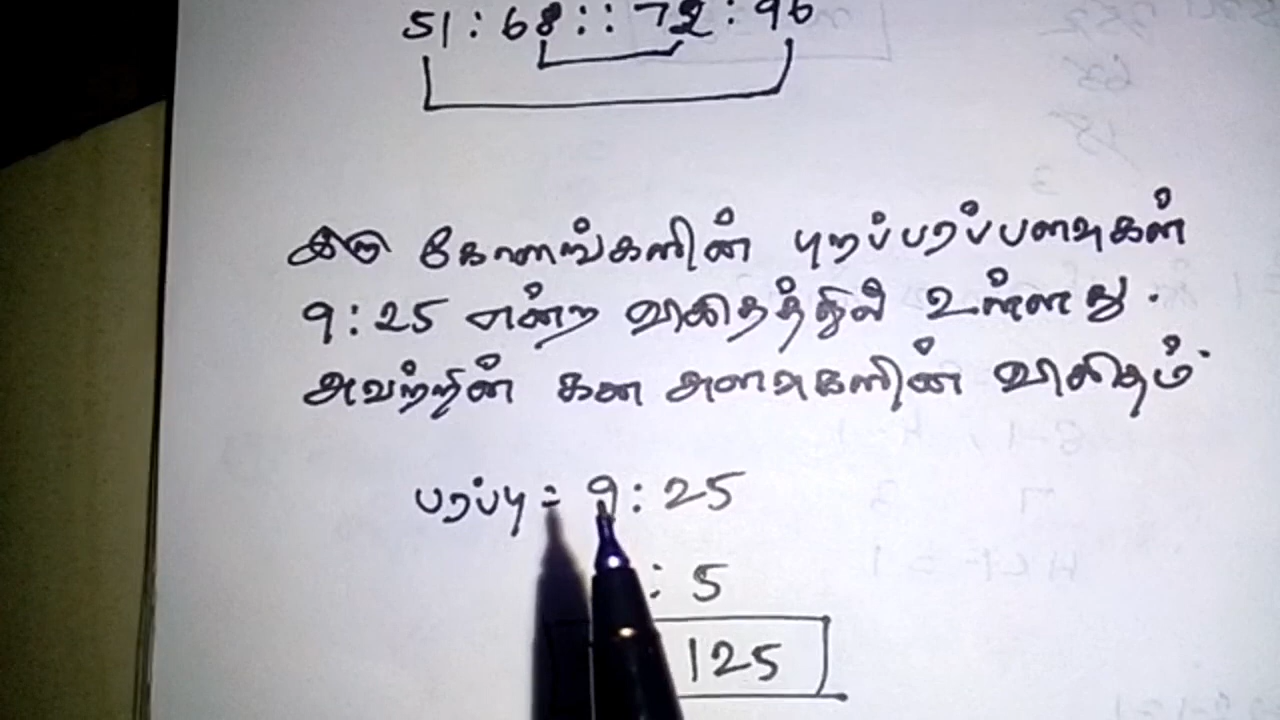 51 : 68 :: 72 : 96
இரு கோளங்களின் புறப்பரப்பளவுகள்
9 : 25 என்ற விகிதத்தில் உள்ளது.
அவற்றின் கன அளவுகளின் விகிதம்
பரப்பு = 9 : 25
: 5
125